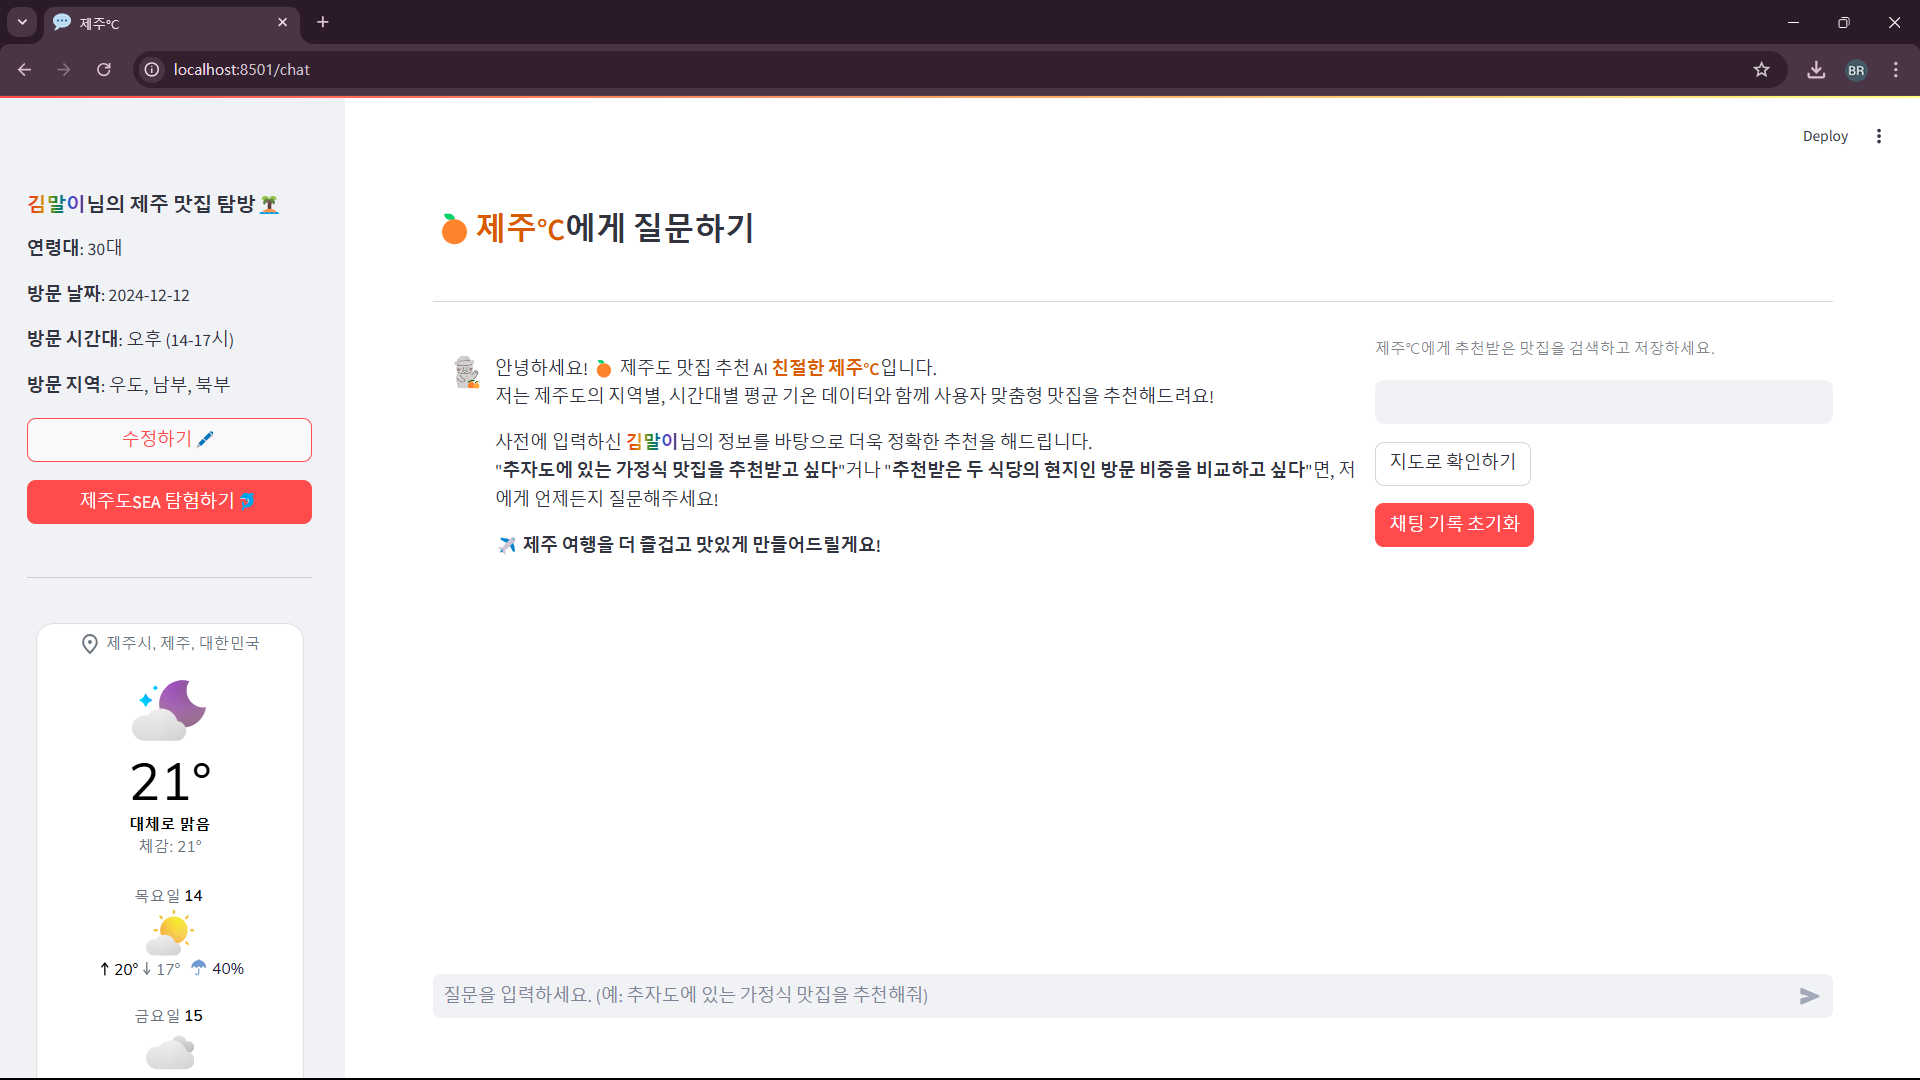 제주℃
localhost:8501/chat
BR
Deploy
김말이님의 제주 맛집 탐방🏝️
연령대: 30대
방문 날짜: 2024-12-12
방문 시간대: 오후 (14-17시)
방문 지역: 우도, 남부, 북부
수정하기🖍️
제주도SEA 탐험하기🐬
제주시, 제주, 대한민국
21°
대체로 맑음
체감: 21°
목요일 14
↑ 20° ↓ 17° ☂ 40%
금요일 15
🍊 제주℃에게 질문하기
안녕하세요! 🍊 제주도 맛집 추천 AI 친절한 제주℃입니다.
저는 제주도의 지역별, 시간대별 평균 기온 데이터와 함께 사용자 맞춤형 맛집을 추천해드려요!
사전에 입력하신 김말이님의 정보를 바탕으로 더욱 정확한 추천을 해드립니다.
"추자도에 있는 가정식 맛집을 추천받고 싶다"거나 "추천받은 두 식당의 현지인 방문 비중을 비교하고 싶다"면, 저
에게 언제든지 질문해주세요!
✈️ 제주 여행을 더 즐겁고 맛있게 만들어드릴게요!
제주℃에게 추천받은 맛집을 검색하고 저장하세요.
지도로 확인하기
채팅 기록 초기화
질문을 입력하세요. (예: 추자도에 있는 가정식 맛집을 추천해줘)